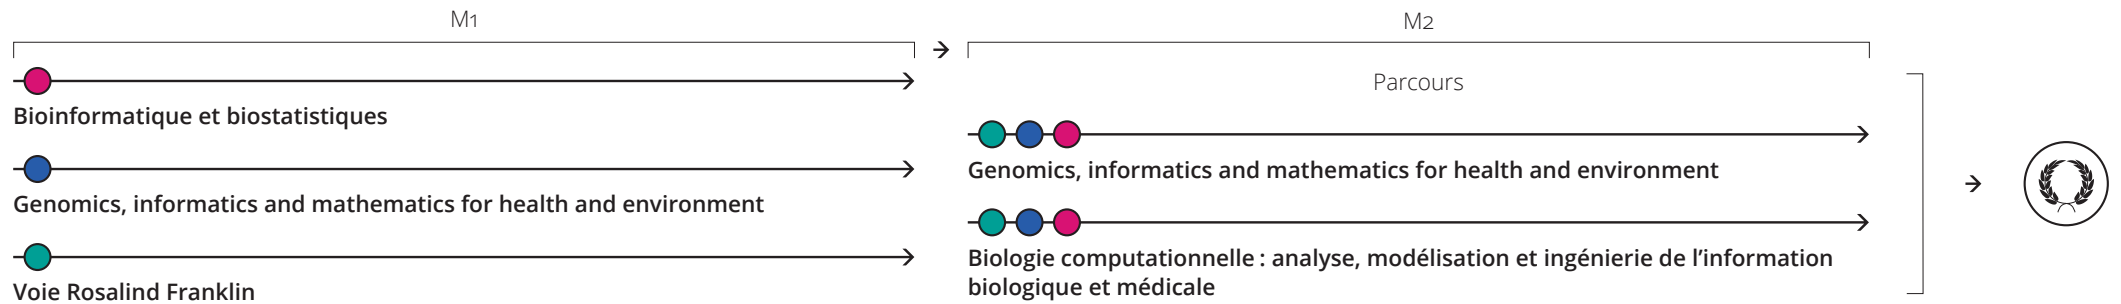 M1
Bioinformatique et biostatistiques
Genomics, informatics and mathematics for health and environment
Voie Rosalind Franklin
M2
Parcours
Genomics, informatics and mathematics for health and environment
Biologie computationnelle : analyse, modélisation et ingénierie de l’information
biologique et médicale